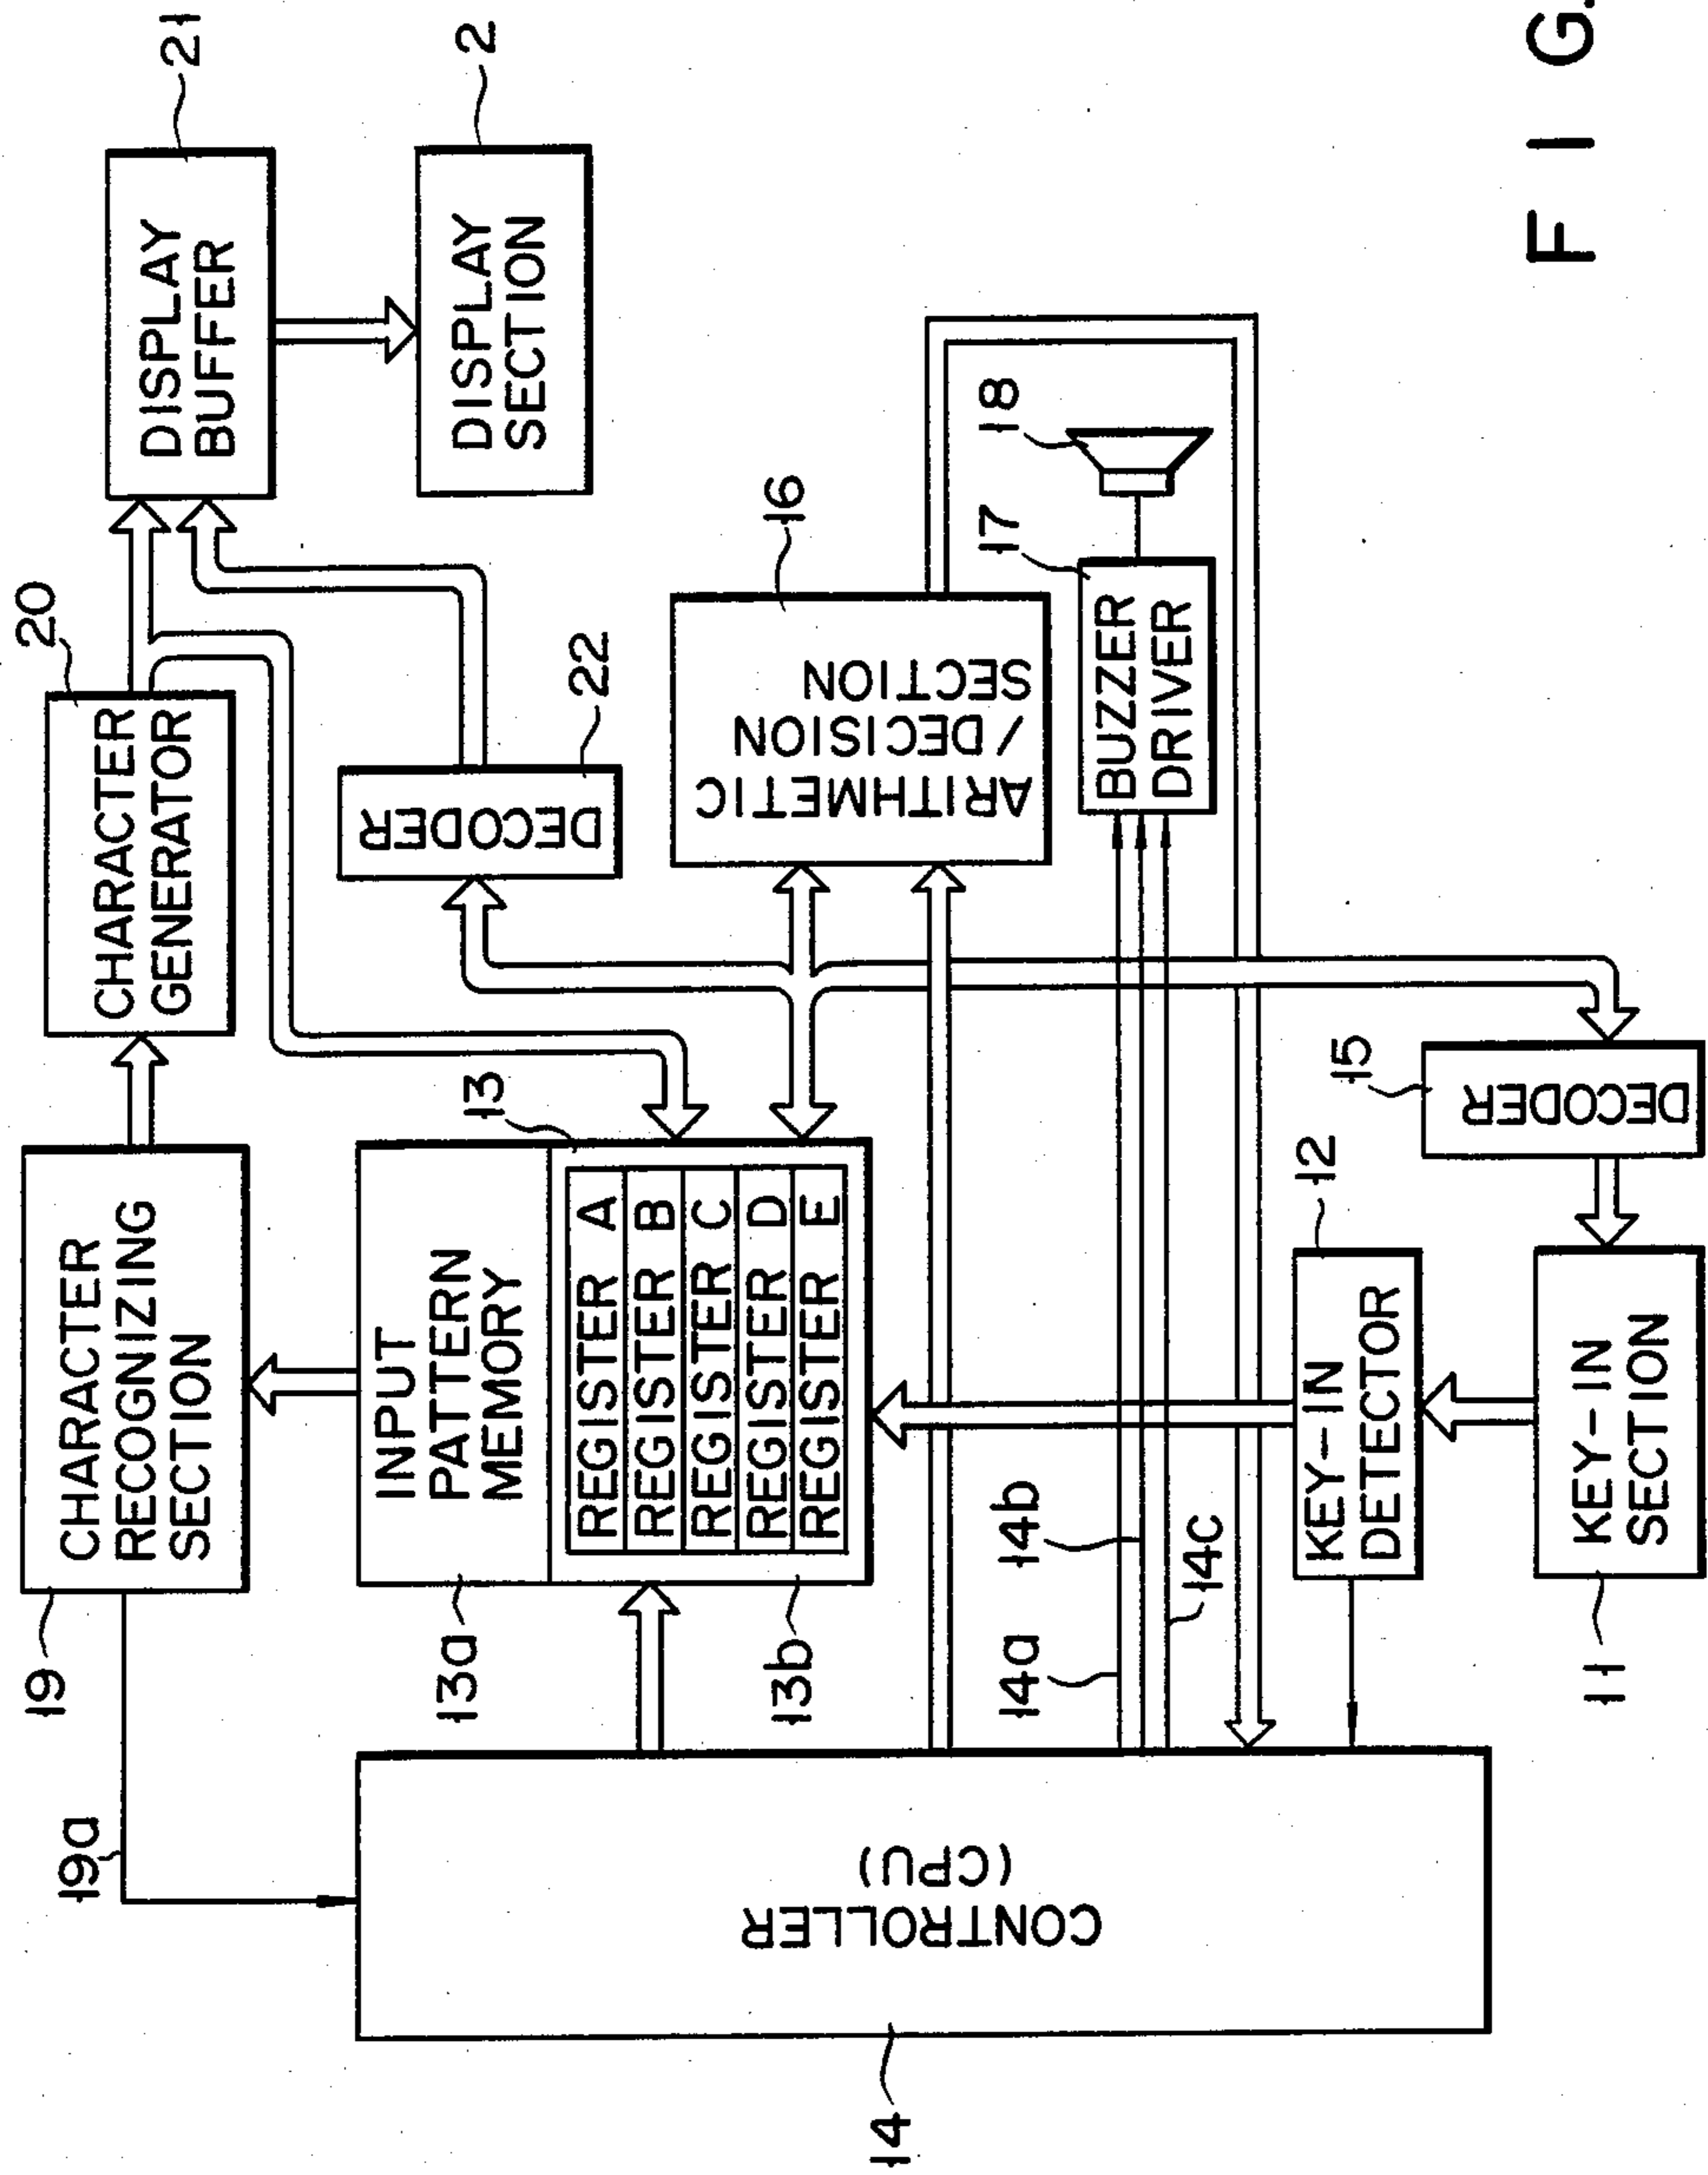 19a
19
CHARACTER
RECOGNIZING
SECTION
20
CHARACTER
GENERATOR
21
DISPLAY
BUFFER
2
DISPLAY
SECTION
22
DECODER
13a
INPUT
PATTERN
MEMORY
13
13b
REGISTER A
REGISTER B
REGISTER C
REGISTER D
REGISTER E
16
ARITHMETIC
/DECISION
SECTION
14
CONTROLLER
(CPU)
14a
14b
14c
17
BUZZER
DRIVER
18
12
KEY-IN
DETECTOR
15
DECODER
11
KEY-IN
SECTION
FIG.